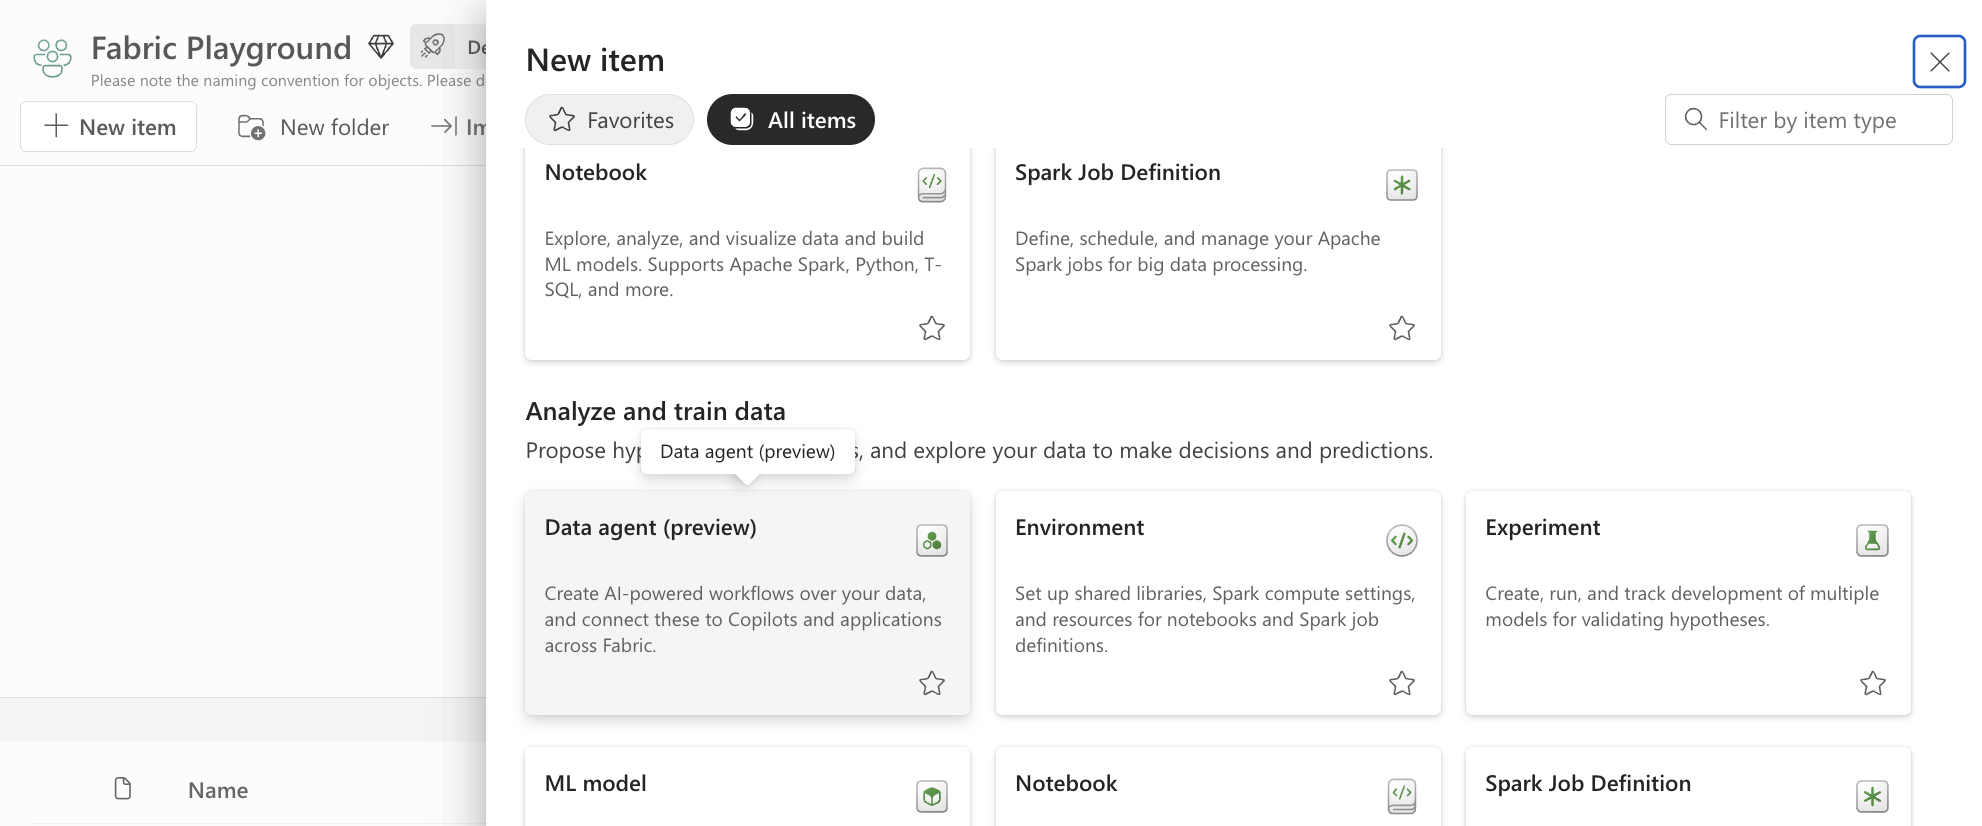 Fabric Playground
Please note the naming convention for objects. Please d
New item
New folder
New item
Favorites
All items
Filter by item type
Notebook
Explore, analyze, and visualize data and build
ML models. Supports Apache Spark, Python, T-
SQL, and more.
Spark Job Definition
Define, schedule, and manage your Apache
Spark jobs for big data processing.
Analyze and train data
Propose hyp
Data agent (preview)
s, and explore your data to make decisions and predictions.
Data agent (preview)
Create AI-powered workflows over your data,
and connect these to Copilots and applications
across Fabric.
Environment
Set up shared libraries, Spark compute settings,
and resources for notebooks and Spark job
definitions.
Experiment
Create, run, and track development of multiple
models for validating hypotheses.
Name
ML model
Notebook
Spark Job Definition